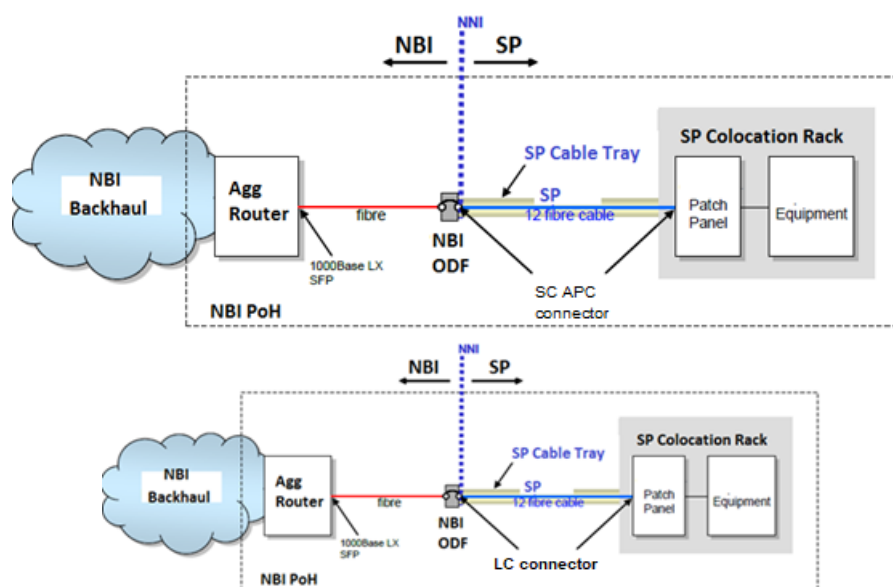 NNI
NBI
SP
SP Colocation Rack
SP Cable Tray
NBI
Backhaul
Agg
Router
SP
Patch
Panel
Equipment
fibre
12 fibre cable
NBI
ODF
1000Base LX
SFP
SC APC
connector
NBI PoH
NNI
NBI
SP
SP Colocation Rack
SP Cable Tray
NBI
Backhaul
Agg
Router
SP
Patch
Panel
Equipment
fibre
12 fibre cable
NBI
ODF
1000Base LX
SFP
LC connector
NBI PoH